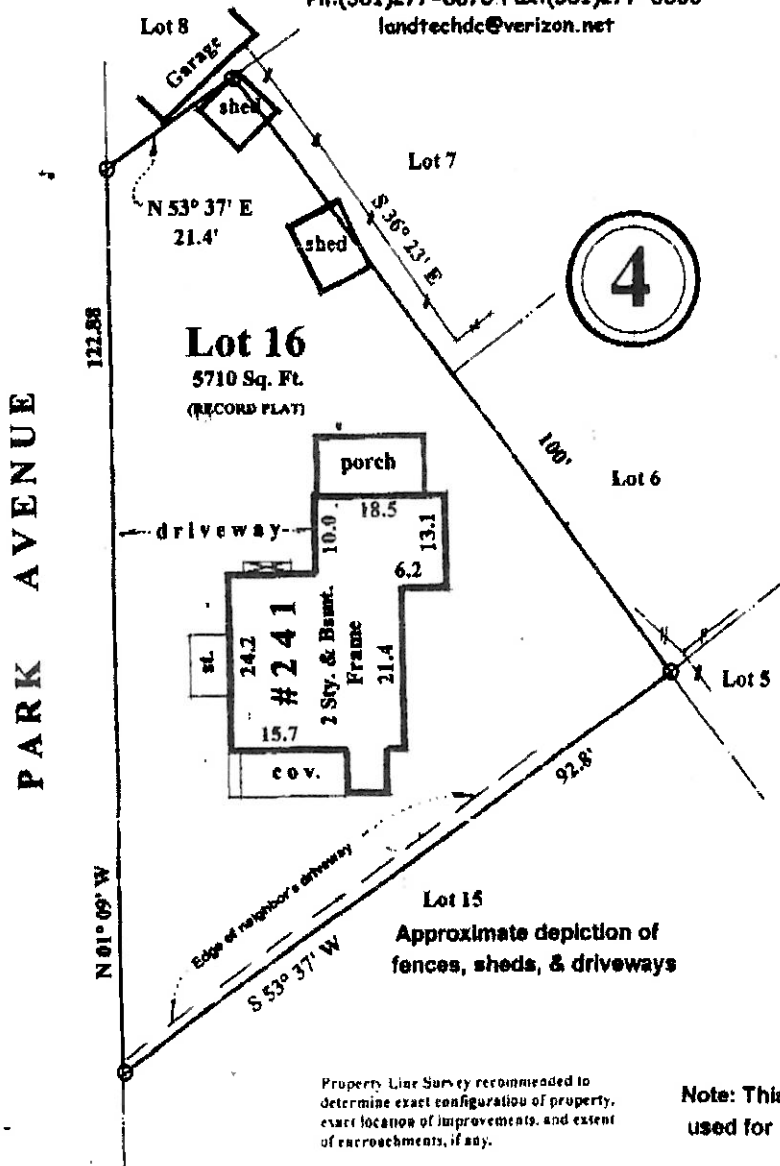 landtechdc@verizon.net
Lot 8
Garage
shed
Lot 7
N 53° 37' E
21.4'
shed
S 36° 23' E
4
122.88
Lot 16
5710 Sq. Ft.
(RECORD PLAT)
PARK AVENUE
porch
100'
Lot 6
driveway
10.0
18.5
13.1
6.2
st.
24.2
#241
2 Sty. & Bsmt.
Frame
21.4
15.7
cov.
Lot 5
92.8'
Edge of neighbor's driveway
N 01° 09' W
S 53° 37' W
Lot 15
Approximate depiction of
fences, sheds, & driveways
Property Line Survey recommended to
determine exact configuration of property,
exact location of improvements, and extent
of encroachments, if any.
Note: This
used for